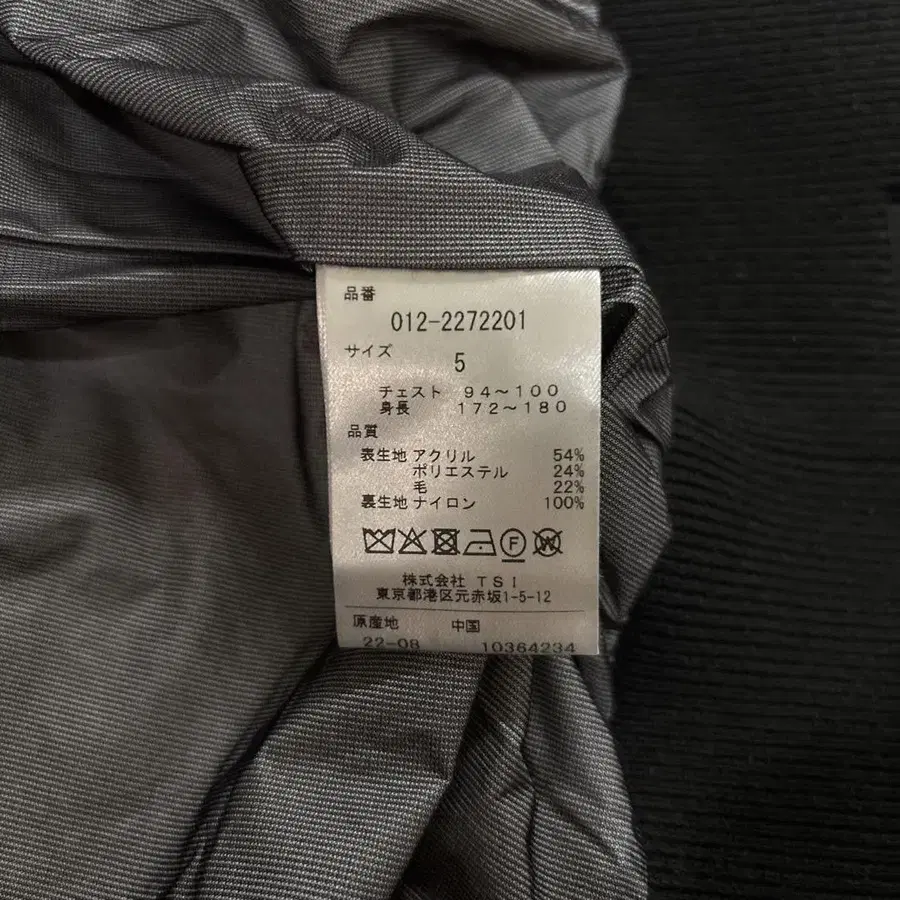 品番
012-2272201
サイズ
5
チェスト 94～100
身長 172～180
品質
表生地 アクリル 54%
ポリエステル 24%
毛 22%
裏生地 ナイロン 100%
F
W
株式会社 TSI
東京都港区元赤坂1-5-12
原産地 中国
22-08 10364234